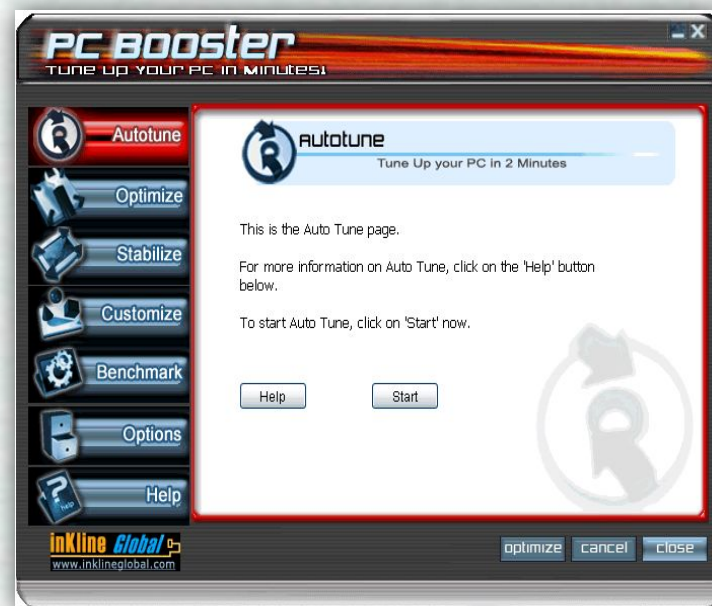 PC BOOSTER
TUNE UP YOUR PC IN MINUTES!
Autotune
Optimize
Stabilize
Customize
Benchmark
Options
Help
AUTOTUNE
Tune Up your PC in 2 Minutes
This is the Auto Tune page.
For more information on Auto Tune, click on the 'Help' button
below.
To start Auto Tune, click on 'Start' now.
Help
Start
inKline Global
www.inklineglobal.com
optimize
cancel
close